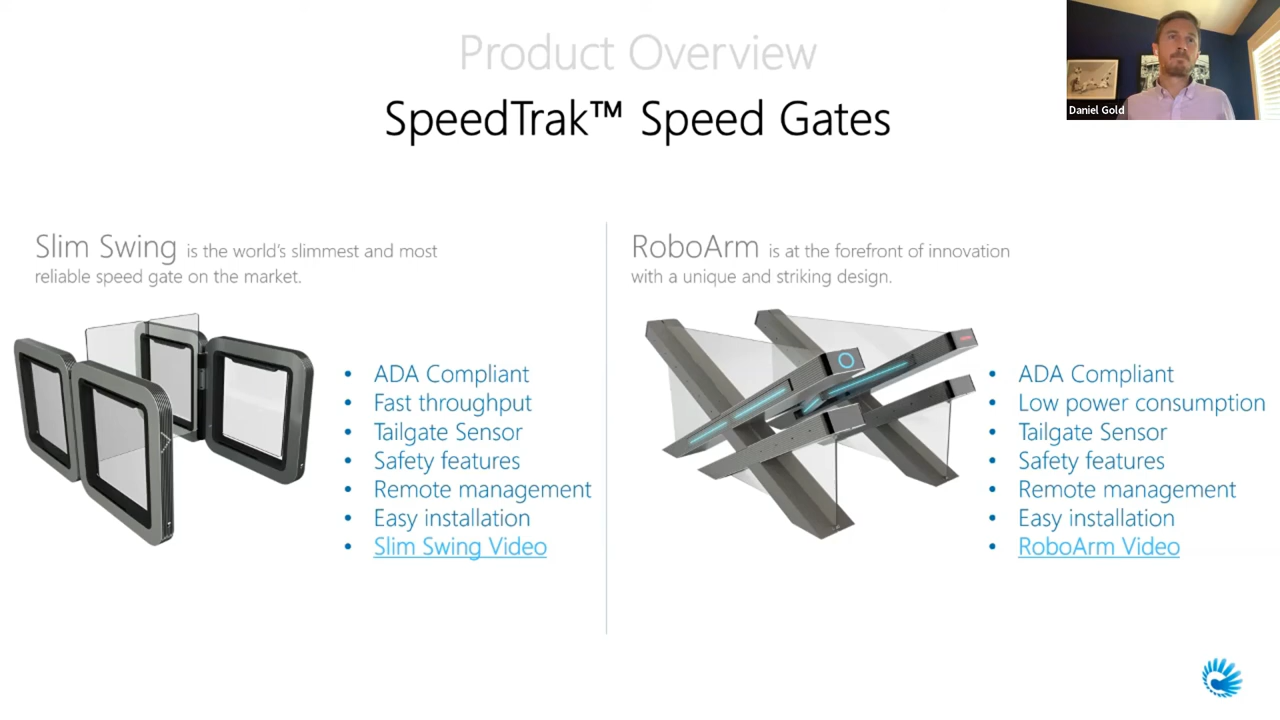 Product Overview
SpeedTrak™ Speed Gates
Daniel Gold
Slim Swing is the world's slimmest and most
reliable speed gate on the market.
• ADA Compliant
• Fast throughput
• Tailgate Sensor
• Safety features
• Remote management
• Easy installation
• Slim Swing Video
RoboArm is at the forefront of innovation
with a unique and striking design.
• ADA Compliant
• Low power consumption
• Tailgate Sensor
• Safety features
• Remote management
• Easy installation
• RoboArm Video